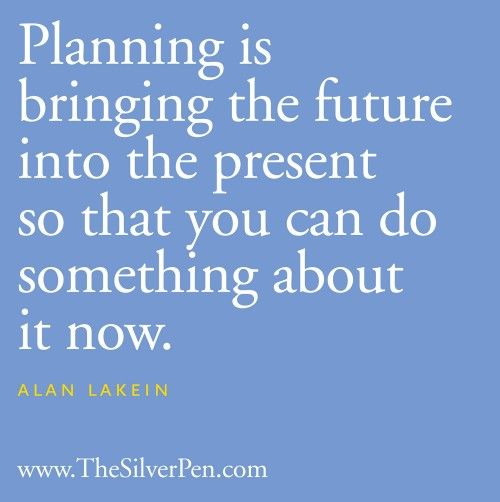 Planning is
bringing the future
into the present
so that you can do
something about
it now.
ALAN LAKEIN
www.TheSilverPen.com